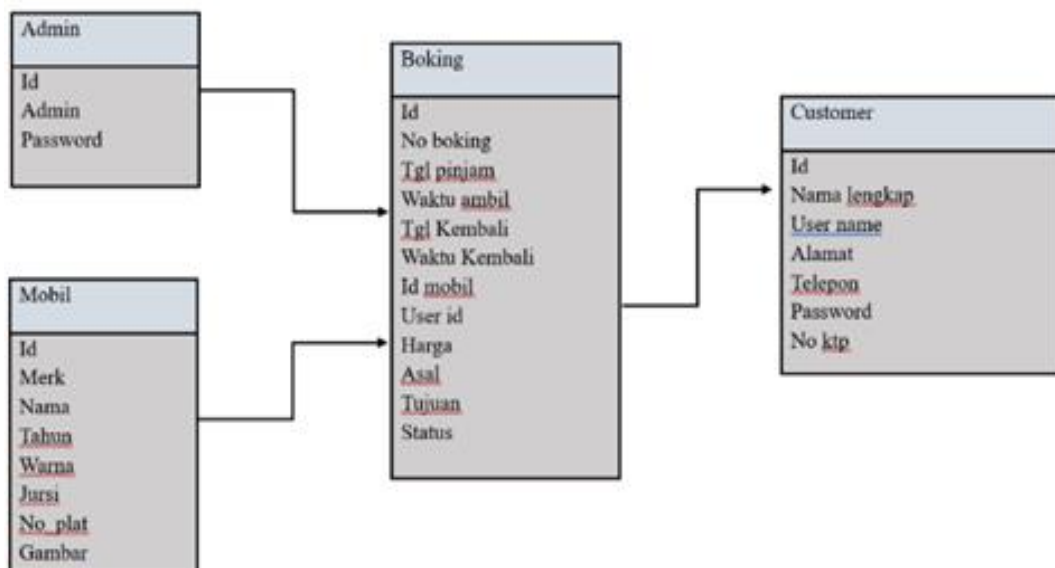 Admin
Id
Admin
Password
Mobil
Id
Merk
Nama
Tahun
Warna
Jursi
No_plat
Gambar
Boking
Id
No boking
Tgl pinjam
Waktu ambil
Tgl Kembali
Waktu Kembali
Id mobil
User id
Harga
Asal
Tujuan
Status
Customer
Id
Nama lengkap
User name
Alamat
Telepon
Password
No ktp